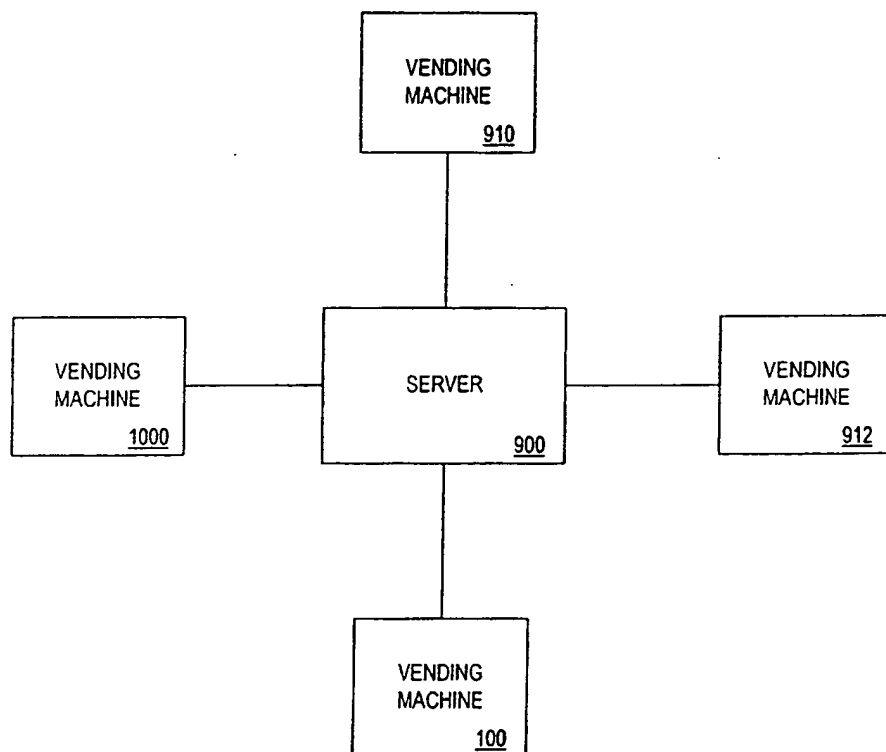 VENDING
MACHINE
910
VENDING
MACHINE
1000
SERVER
900
VENDING
MACHINE
912
VENDING
MACHINE
100